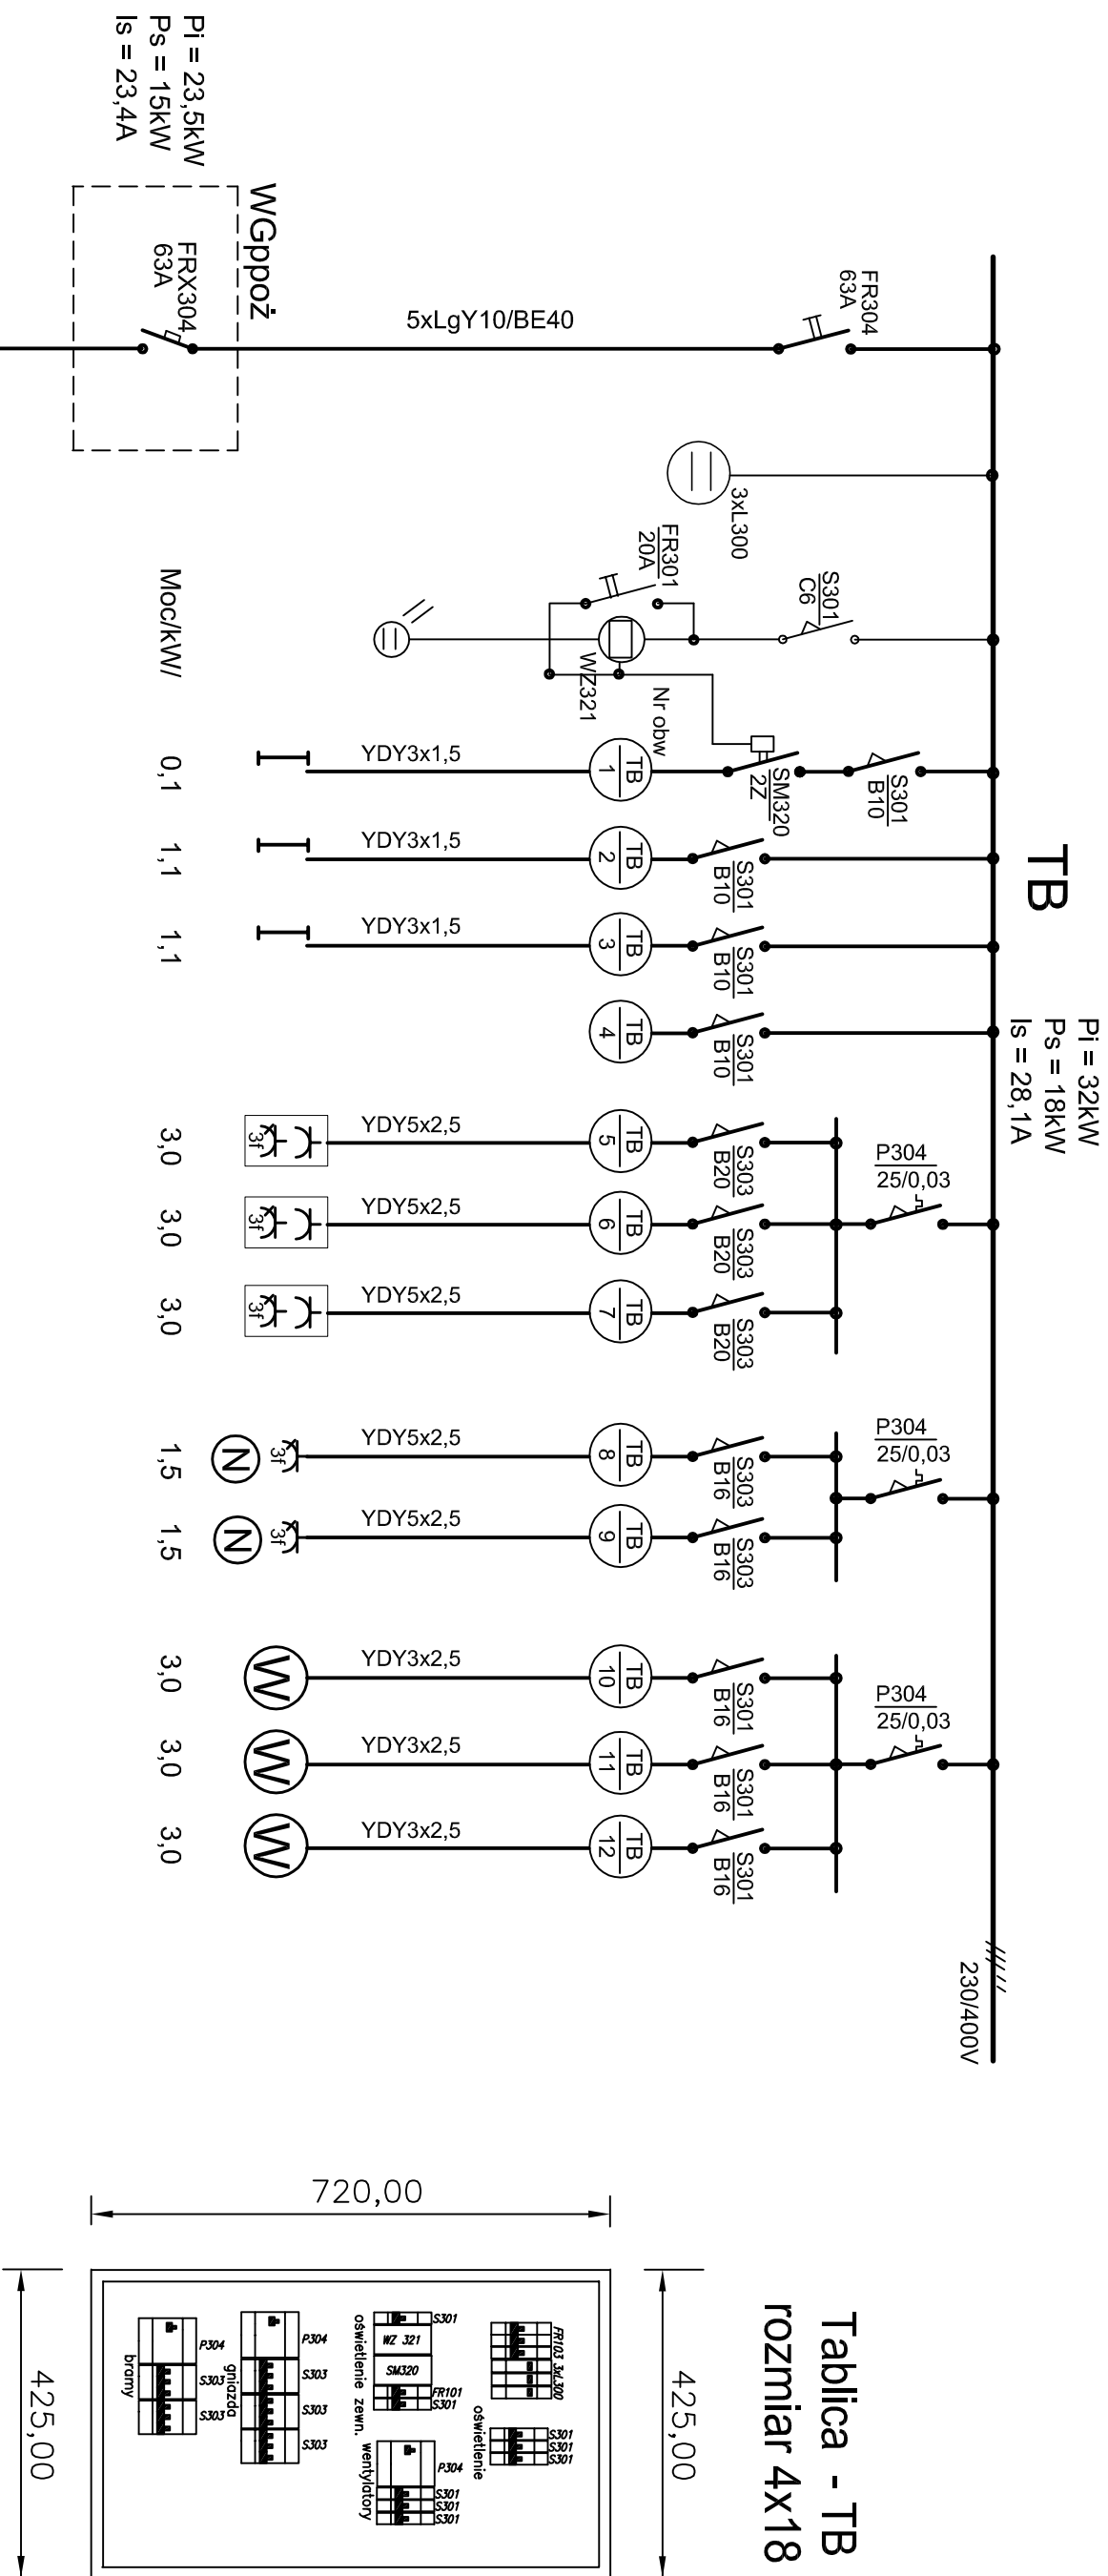 TB
Pi = 32kW
Ps = 18kW
Is = 28,1A
230/400V
FR304
63A
5xLgY10/BE40
WGppoż
FRX304
63A
Pi = 23,5kW
Ps = 15kW
Is = 23,4A
3xL300
S301
C6
FR301
20A
WZ321
Nr obw
Moc/kW/
S301
B10
SM320
2Z
TB
1
YDY3x1,5
0,1
S301
B10
TB
2
YDY3x1,5
1,1
S301
B10
TB
3
YDY3x1,5
1,1
S301
B10
TB
4
P304
25/0,03
S303
B20
TB
5
YDY5x2,5
3f
3,0
S303
B20
TB
6
YDY5x2,5
3f
3,0
S303
B20
TB
7
YDY5x2,5
3f
3,0
P304
25/0,03
S303
B16
TB
8
YDY5x2,5
3f
N
1,5
S303
B16
TB
9
YDY5x2,5
3f
N
1,5
P304
25/0,03
S301
B16
TB
10
YDY3x2,5
W
3,0
S301
B16
TB
11
YDY3x2,5
W
3,0
S301
B16
TB
12
YDY3x2,5
W
3,0
Tablica - TB
rozmiar 4x18
425,00
720,00
425,00
FR103 3xL300
S301
S301
S301
oświetlenie
S301
WZ 321
SM320
FR101
S301
oświetlenie zewn.
P304
S301
S301
S301
wentylatory
P304
S303
S303
S303
gniazda
P304
S303
S303
bramy